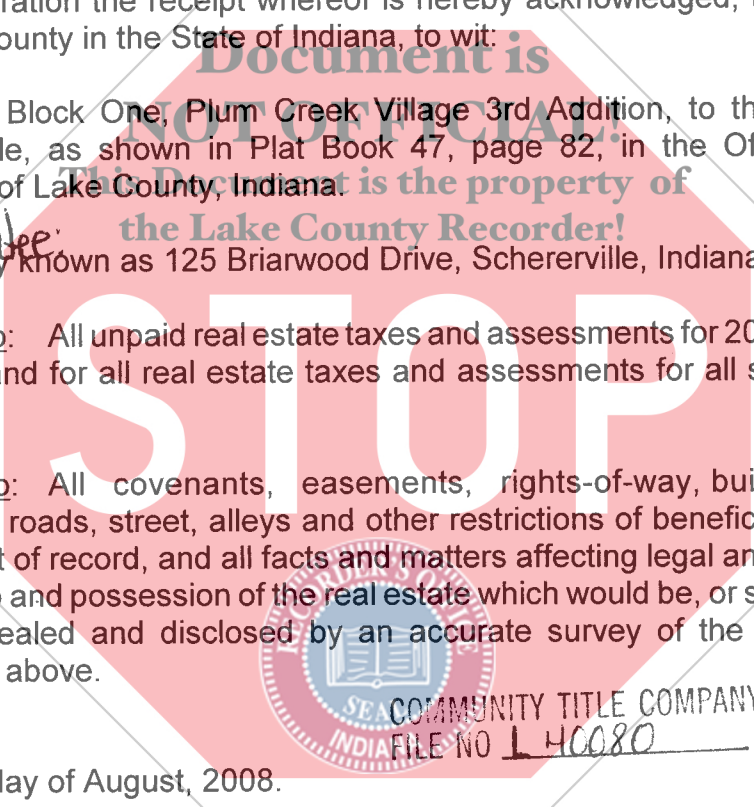 ration the receipt whereof is hereby acknowledged,
ounty in the State of Indiana, to wit:
Document is
Block One, Plum Creek Village 3rd Addition, to th
NOT OFFICIAL!
le, as shown in Plat Book 47, page 82, in the Of
of Lake County, Indiana.
This Document is the property of
the Lake County Recorder!
y known as 125 Briarwood Drive, Schererville, Indiana
o: All unpaid real estate taxes and assessments for 20
and for all real estate taxes and assessments for all s
STOP
o: All covenants, easements, rights-of-way, bui
roads, street, alleys and other restrictions of benefic
t of record, and all facts and matters affecting legal an
o and possession of the real estate which would be, or s
ealed and disclosed by an accurate survey of the
above.
RECORDER'S OFFICE
SEAL
INDIANA
COMMUNITY TITLE COMPANY
FILE NO L 40080
day of August, 2008.